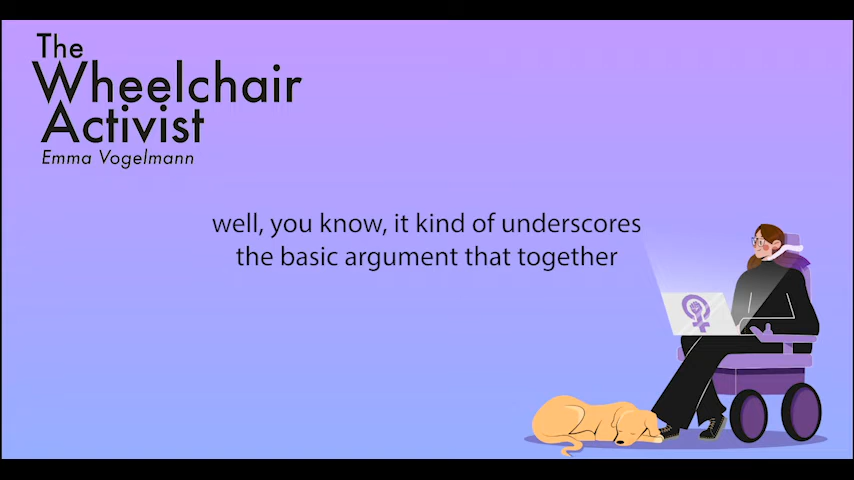 The
Wheelchair
Activist
Emma Vogelmann
well, you know, it kind of underscores
the basic argument that together